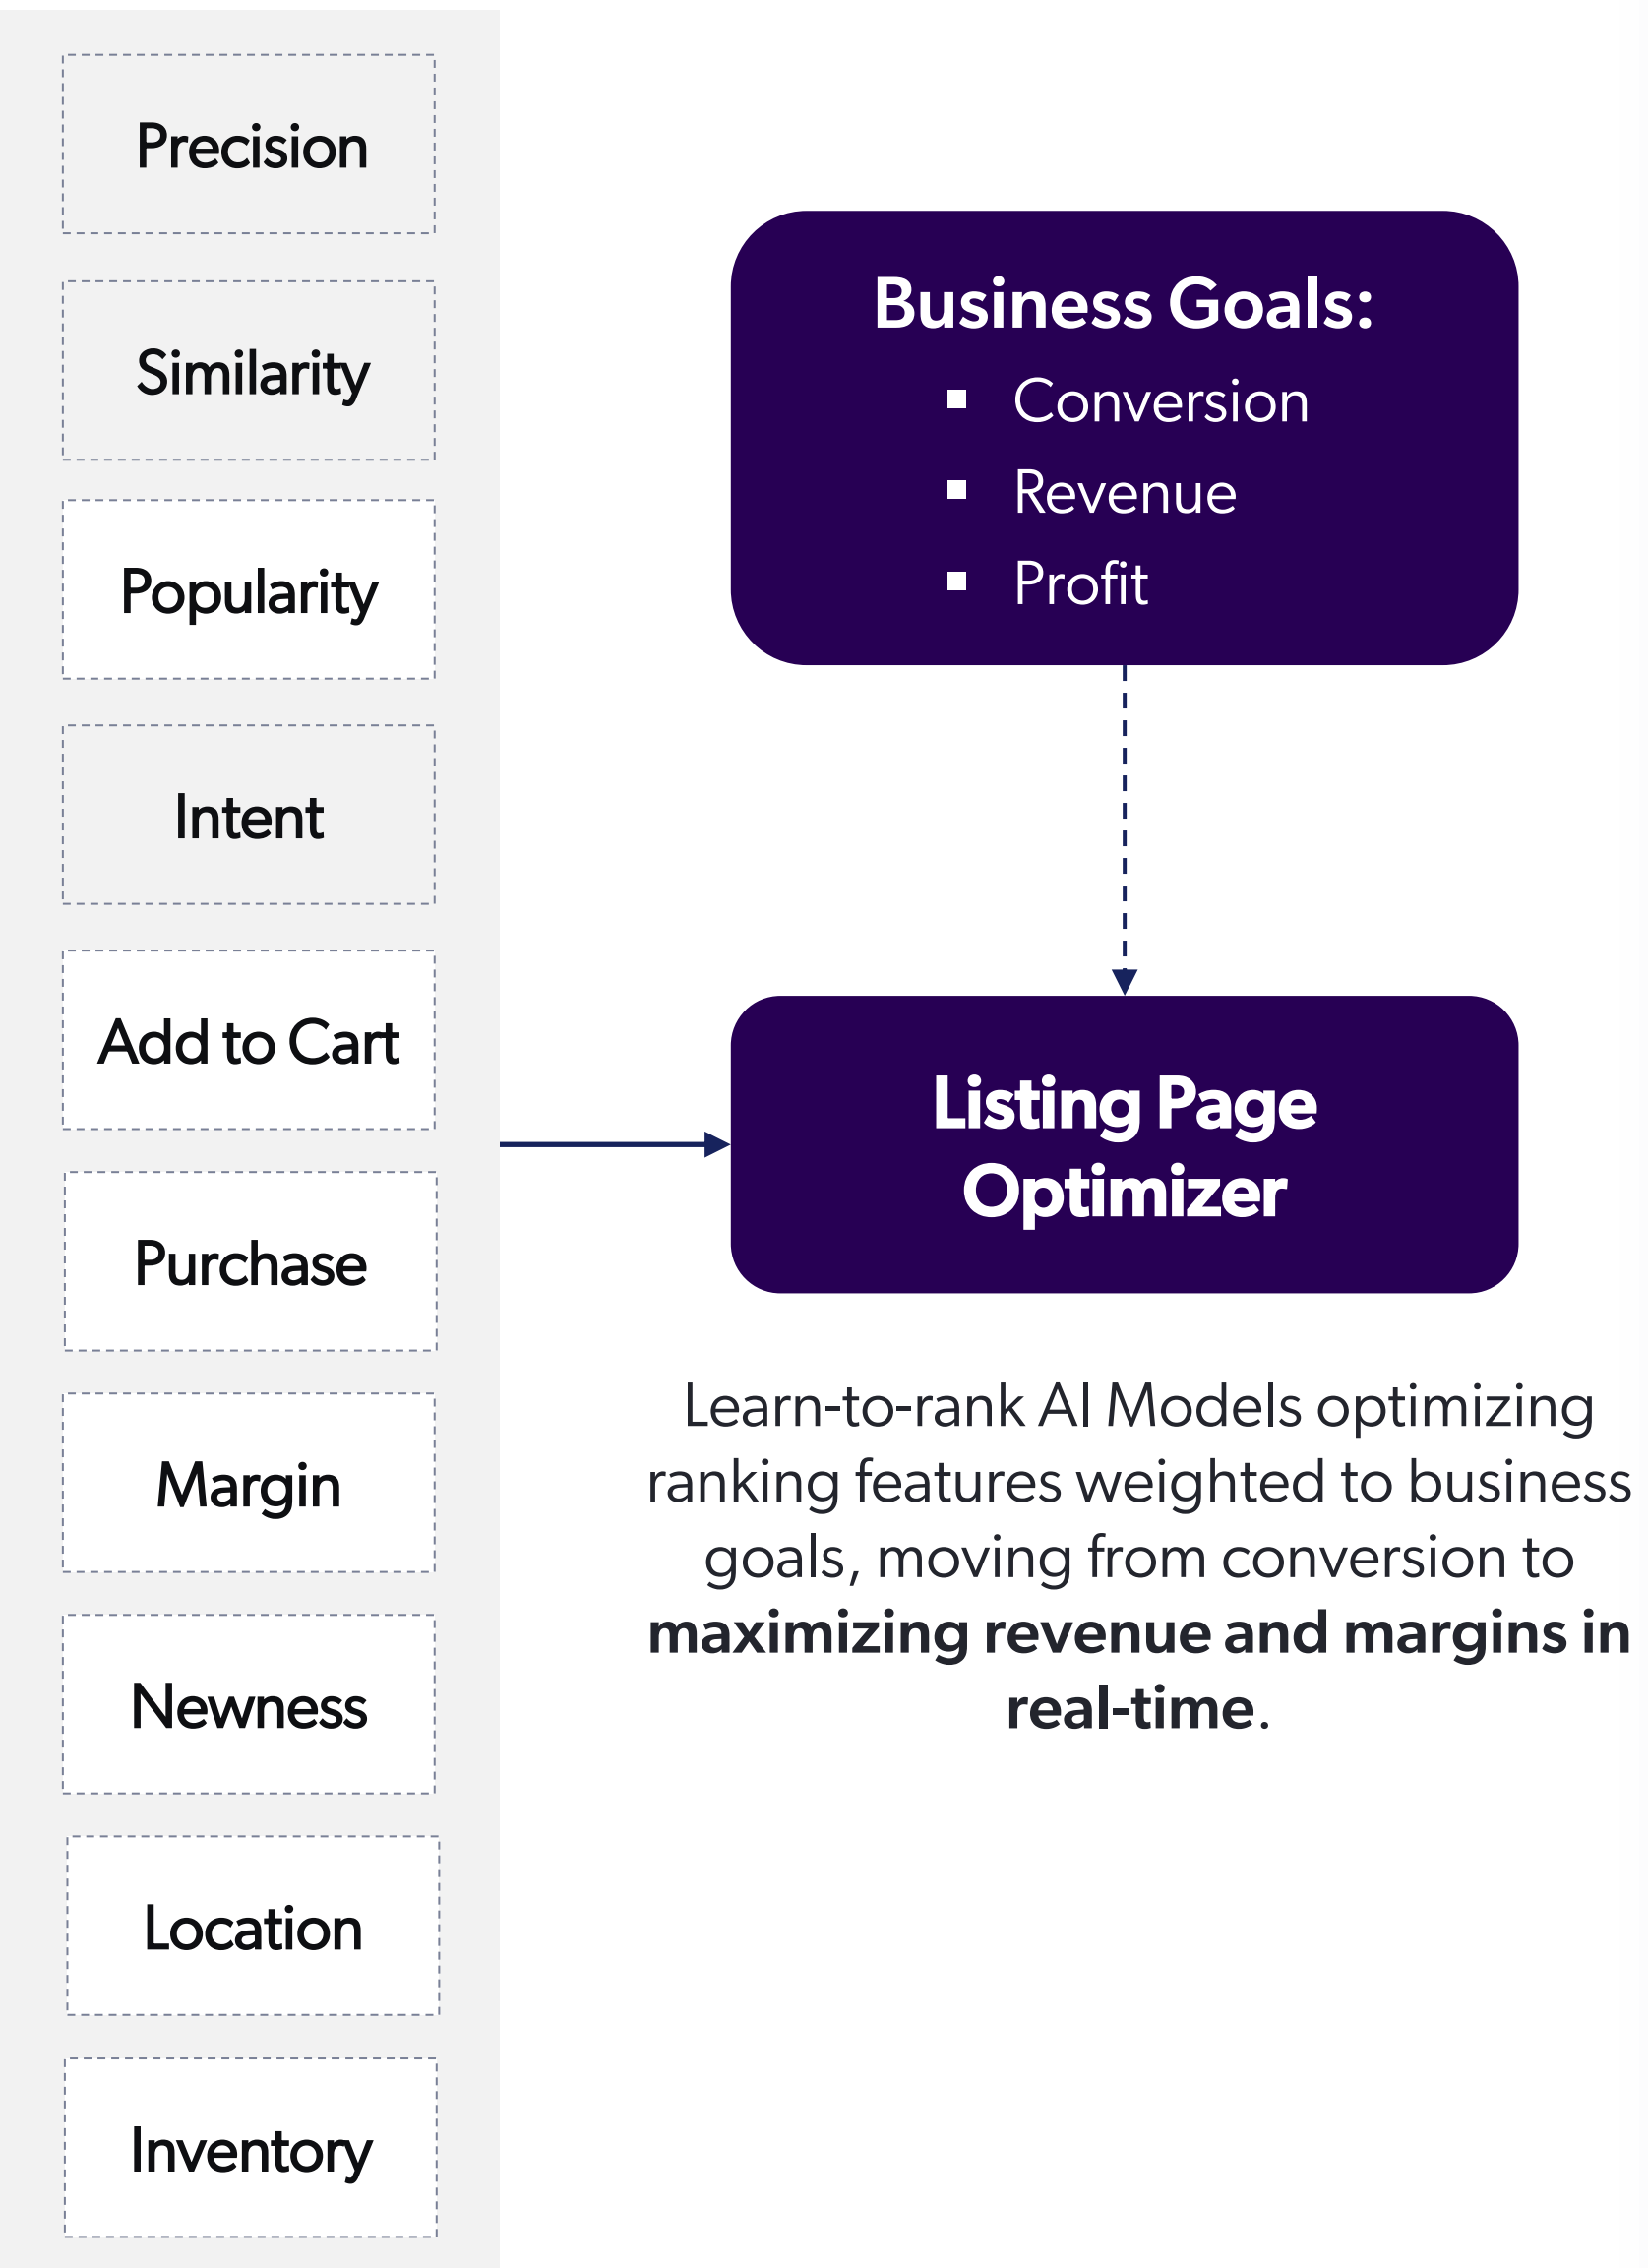 Precision
Similarity
Popularity
Intent
Add to Cart
Purchase
Margin
Newness
Location
Inventory
Business Goals:
▪ Conversion
▪ Revenue
▪ Profit
Listing Page
Optimizer
Learn-to-rank AI Models optimizing
ranking features weighted to business
goals, moving from conversion to
maximizing revenue and margins in
real-time.